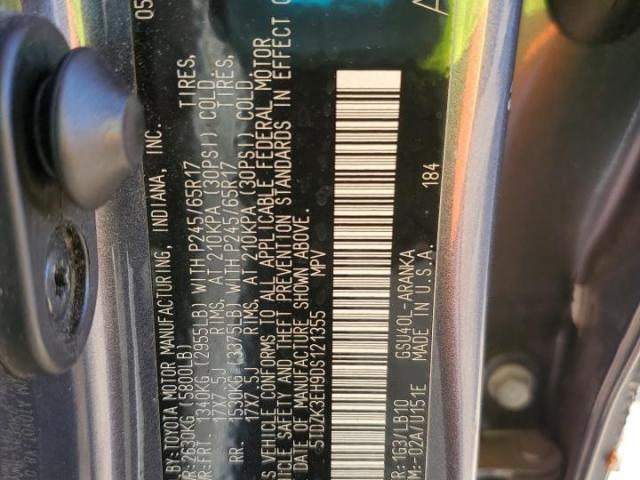 05
BY: TOYOTA MOTOR MANUFACTURING, INDIANA, INC.
R: 2630KG (5800LB)
R: FRT. 1340KG (2955LB) WITH P245/65R17 TIRES,
17X7.5J RIMS, AT 210KPA (30PSI) COLD
RR. 1530KG (3375LB) WITH P245/65R17 TIRES,
17X7.5J RIMS, AT 210KPA (30PSI) COLD.
IS VEHICLE CONFORMS TO ALL APPLICABLE FEDERAL MOTOR
HICLE SAFETY AND THEFT PREVENTION STANDARDS IN EFFECT O
DATE OF MANUFACTURE SHOWN ABOVE.
5TDZK3EH9DS121355 MPV
184
R: 1G3/LB10 GSU40L-ARANKA
M:-02A/U151E MADE IN U.S.A.